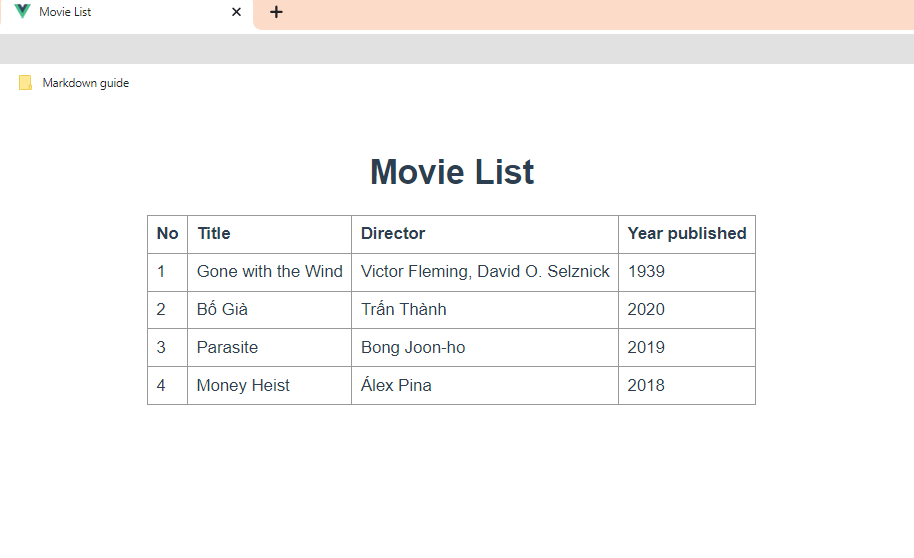 Movie List
Markdown guide
Movie List
No Title Director Year published
1 Gone with the Wind Victor Fleming, David O. Selznick 1939
2 Bố Già Trấn Thành 2020
3 Parasite Bong Joon-ho 2019
4 Money Heist Álex Pina 2018